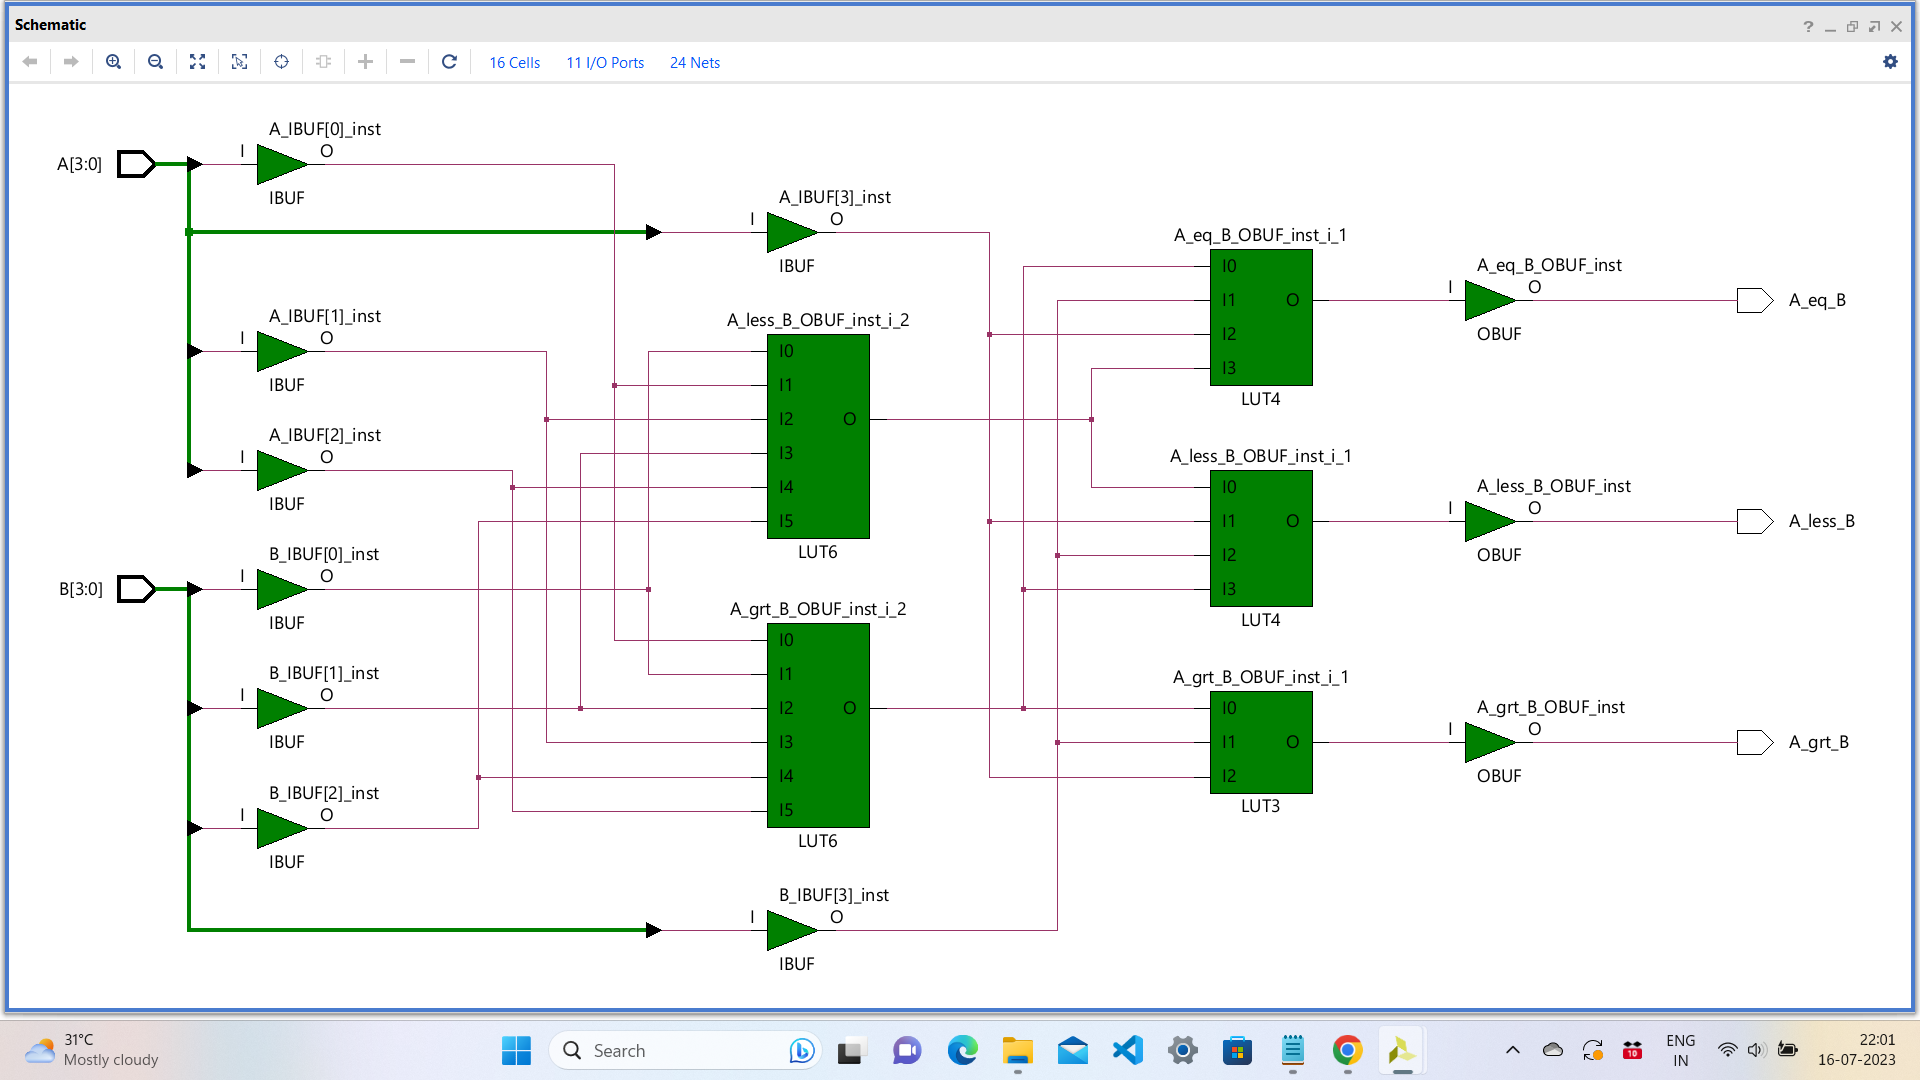 Schematic
16 Cells 11 I/O Ports 24 Nets
A_IBUF[0]_inst
A[3:0] I O
IBUF
A_IBUF[3]_inst
I O
IBUF
A_eq_B_OBUF_inst_i_1
I0
I1 O
I2
I3
LUT4
A_eq_B_OBUF_inst
I O
OBUF
A_eq_B
A_IBUF[1]_inst
I O
IBUF
A_less_B_OBUF_inst_i_2
I0
I1
I2 O
I3
I4
I5
LUT6
A_IBUF[2]_inst
I O
IBUF
A_less_B_OBUF_inst_i_1
I0
I1 O
I2
I3
LUT4
A_less_B_OBUF_inst
I O
OBUF
A_less_B
B_IBUF[0]_inst
B[3:0] I O
IBUF
A_grt_B_OBUF_inst_i_2
I0
I1
I2 O
I3
I4
I5
LUT6
B_IBUF[1]_inst
I O
IBUF
A_grt_B_OBUF_inst_i_1
I0
I1 O
I2
LUT3
A_grt_B_OBUF_inst
I O
OBUF
A_grt_B
B_IBUF[2]_inst
I O
IBUF
B_IBUF[3]_inst
I O
IBUF
31°C
Mostly cloudy
Search
10
ENG
IN
22:01
16-07-2023